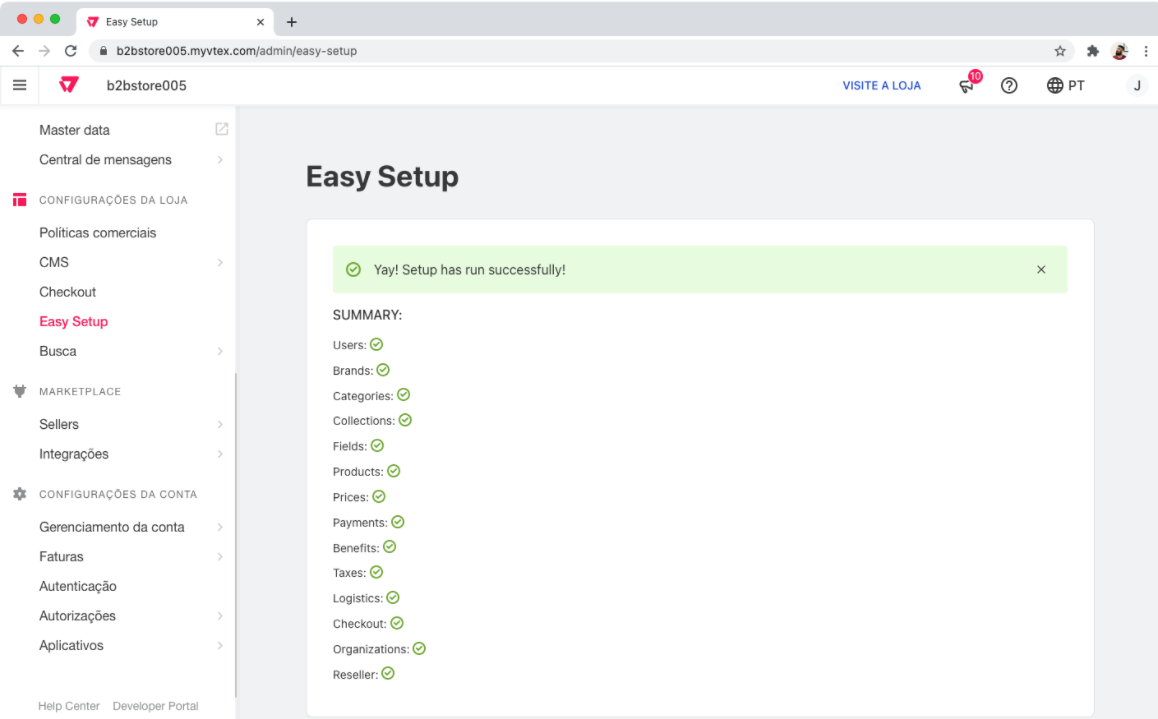 Easy Setup
b2bstore005.myvtex.com/admin/easy-setup
b2bstore005
VISITE A LOJA
10
PT
J
Master data
Central de mensagens
CONFIGURAÇÕES DA LOJA
Políticas comerciais
CMS
Checkout
Easy Setup
Busca
MARKETPLACE
Sellers
Integrações
CONFIGURAÇÕES DA CONTA
Gerenciamento da conta
Faturas
Autenticação
Autorizações
Aplicativos
Help Center Developer Portal
Easy Setup
Yay! Setup has run successfully!
SUMMARY:
Users:
Brands:
Categories:
Collections:
Fields:
Products:
Prices:
Payments:
Benefits:
Taxes:
Logistics:
Checkout:
Organizations:
Reseller: